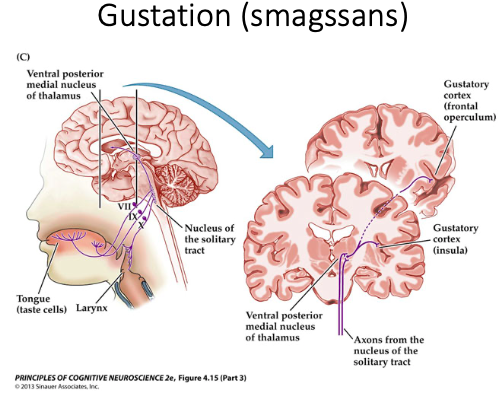 Gustation (smagssans)
(C)
Ventral posterior
medial nucleus
of thalamus
VII
IX
X
Nucleus of
the solitary
tract
Tongue
(taste cells)
Larynx
Gustatory
cortex
(frontal
operculum)
Gustatory
cortex
(insula)
Ventral posterior
medial nucleus
of thalamus
Axons from the
nucleus of the
solitary tract
PRINCIPLES OF COGNITIVE NEUROSCIENCE 2e, Figure 4.15 (Part 3)
© 2013 Sinauer Associates, Inc.